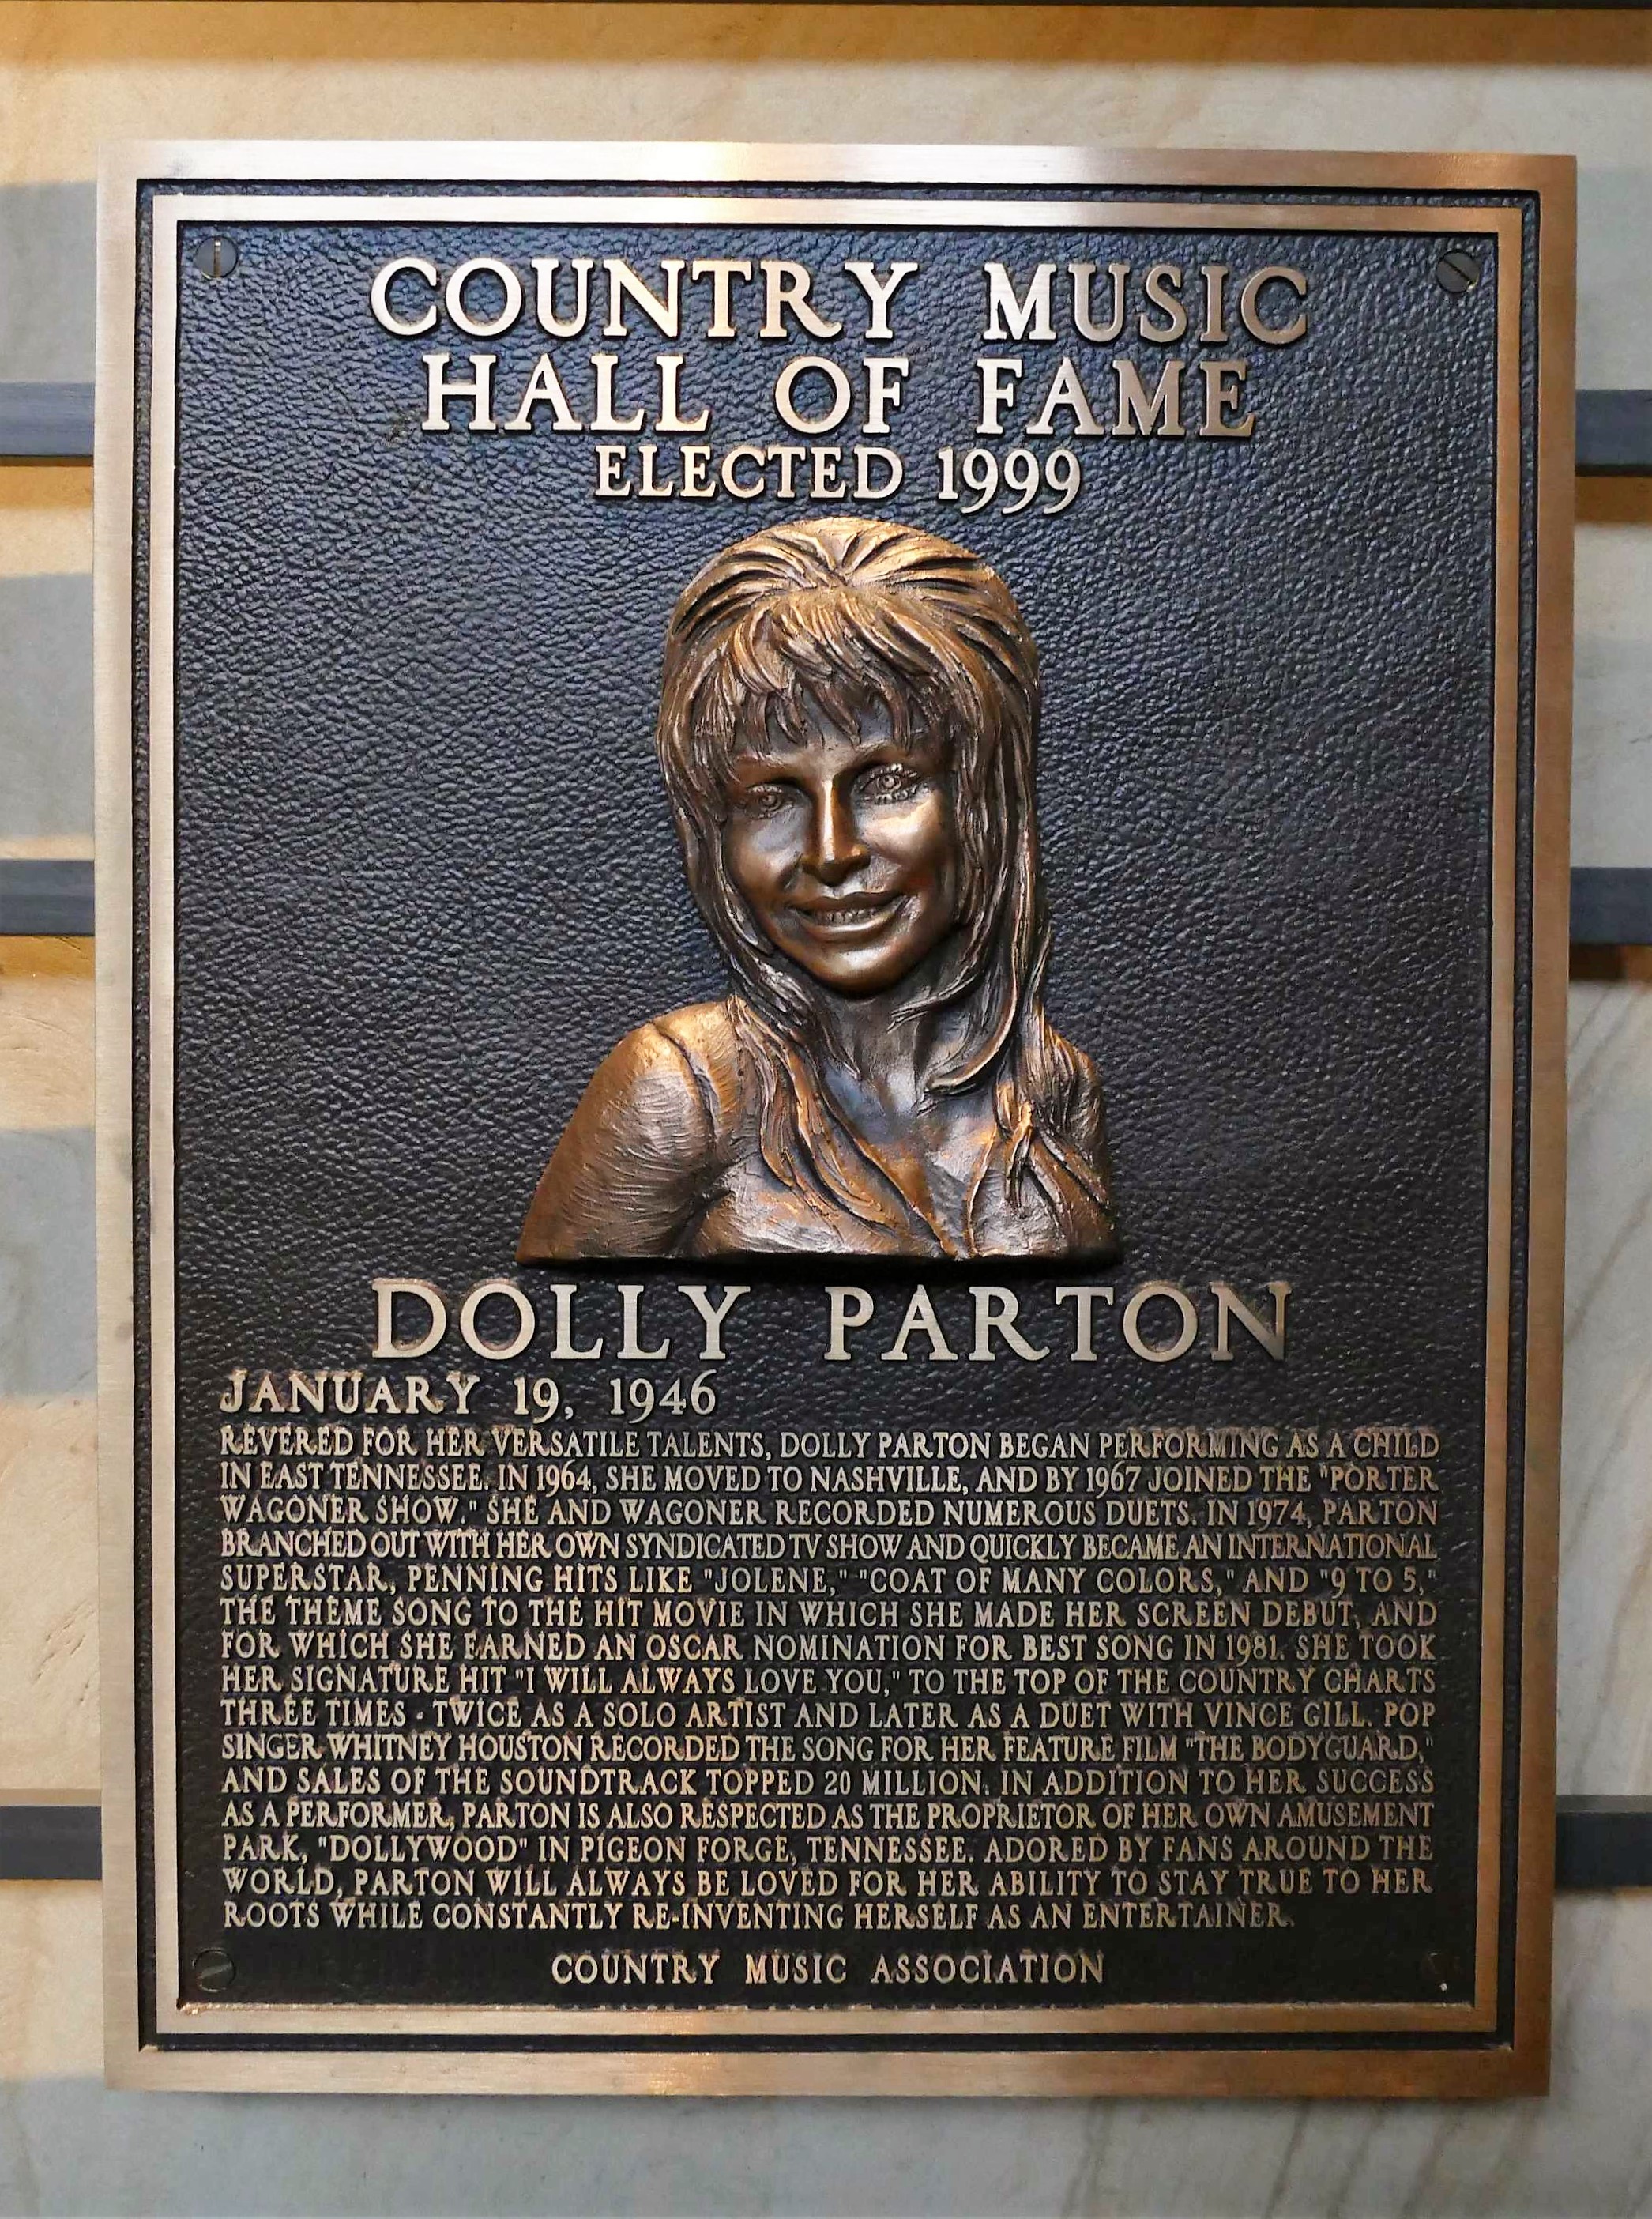 COUNTRY MUSIC
HALL OF FAME
ELECTED 1999
DOLLY PARTON
JANUARY 19, 1946
REVERED FOR HER VERSATILE TALENTS, DOLLY PARTON BEGAN PERFORMING AS A CHILD
IN EAST TENNESSEE. IN 1964, SHE MOVED TO NASHVILLE, AND BY 1967 JOINED THE "PORTER
WAGONER SHOW." SHE AND WAGONER RECORDED NUMEROUS DUETS. IN 1974, PARTON
BRANCHED OUT WITH HER OWN SYNDICATED TV SHOW AND QUICKLY BECAME AN INTERNATIONAL
SUPERSTAR, PENNING HITS LIKE "JOLENE," "COAT OF MANY COLORS," AND "9 TO 5,"
THE THEME SONG TO THE HIT MOVIE IN WHICH SHE MADE HER SCREEN DEBUT, AND
FOR WHICH SHE EARNED AN OSCAR NOMINATION FOR BEST SONG IN 1981. SHE TOOK
HER SIGNATURE HIT "I WILL ALWAYS LOVE YOU," TO THE TOP OF THE COUNTRY CHARTS
THREE TIMES - TWICE AS A SOLO ARTIST AND LATER AS A DUET WITH VINCE GILL. POP
SINGER WHITNEY HOUSTON RECORDED THE SONG FOR HER FEATURE FILM "THE BODYGUARD,"
AND SALES OF THE SOUNDTRACK TOPPED 20 MILLION. IN ADDITION TO HER SUCCESS
AS A PERFORMER, PARTON IS ALSO RESPECTED AS THE PROPRIETOR OF HER OWN AMUSEMENT
PARK, "DOLLYWOOD" IN PIGEON FORGE, TENNESSEE. ADORED BY FANS AROUND THE
WORLD, PARTON WILL ALWAYS BE LOVED FOR HER ABILITY TO STAY TRUE TO HER
ROOTS WHILE CONSTANTLY RE-INVENTING HERSELF AS AN ENTERTAINER.
COUNTRY MUSIC ASSOCIATION